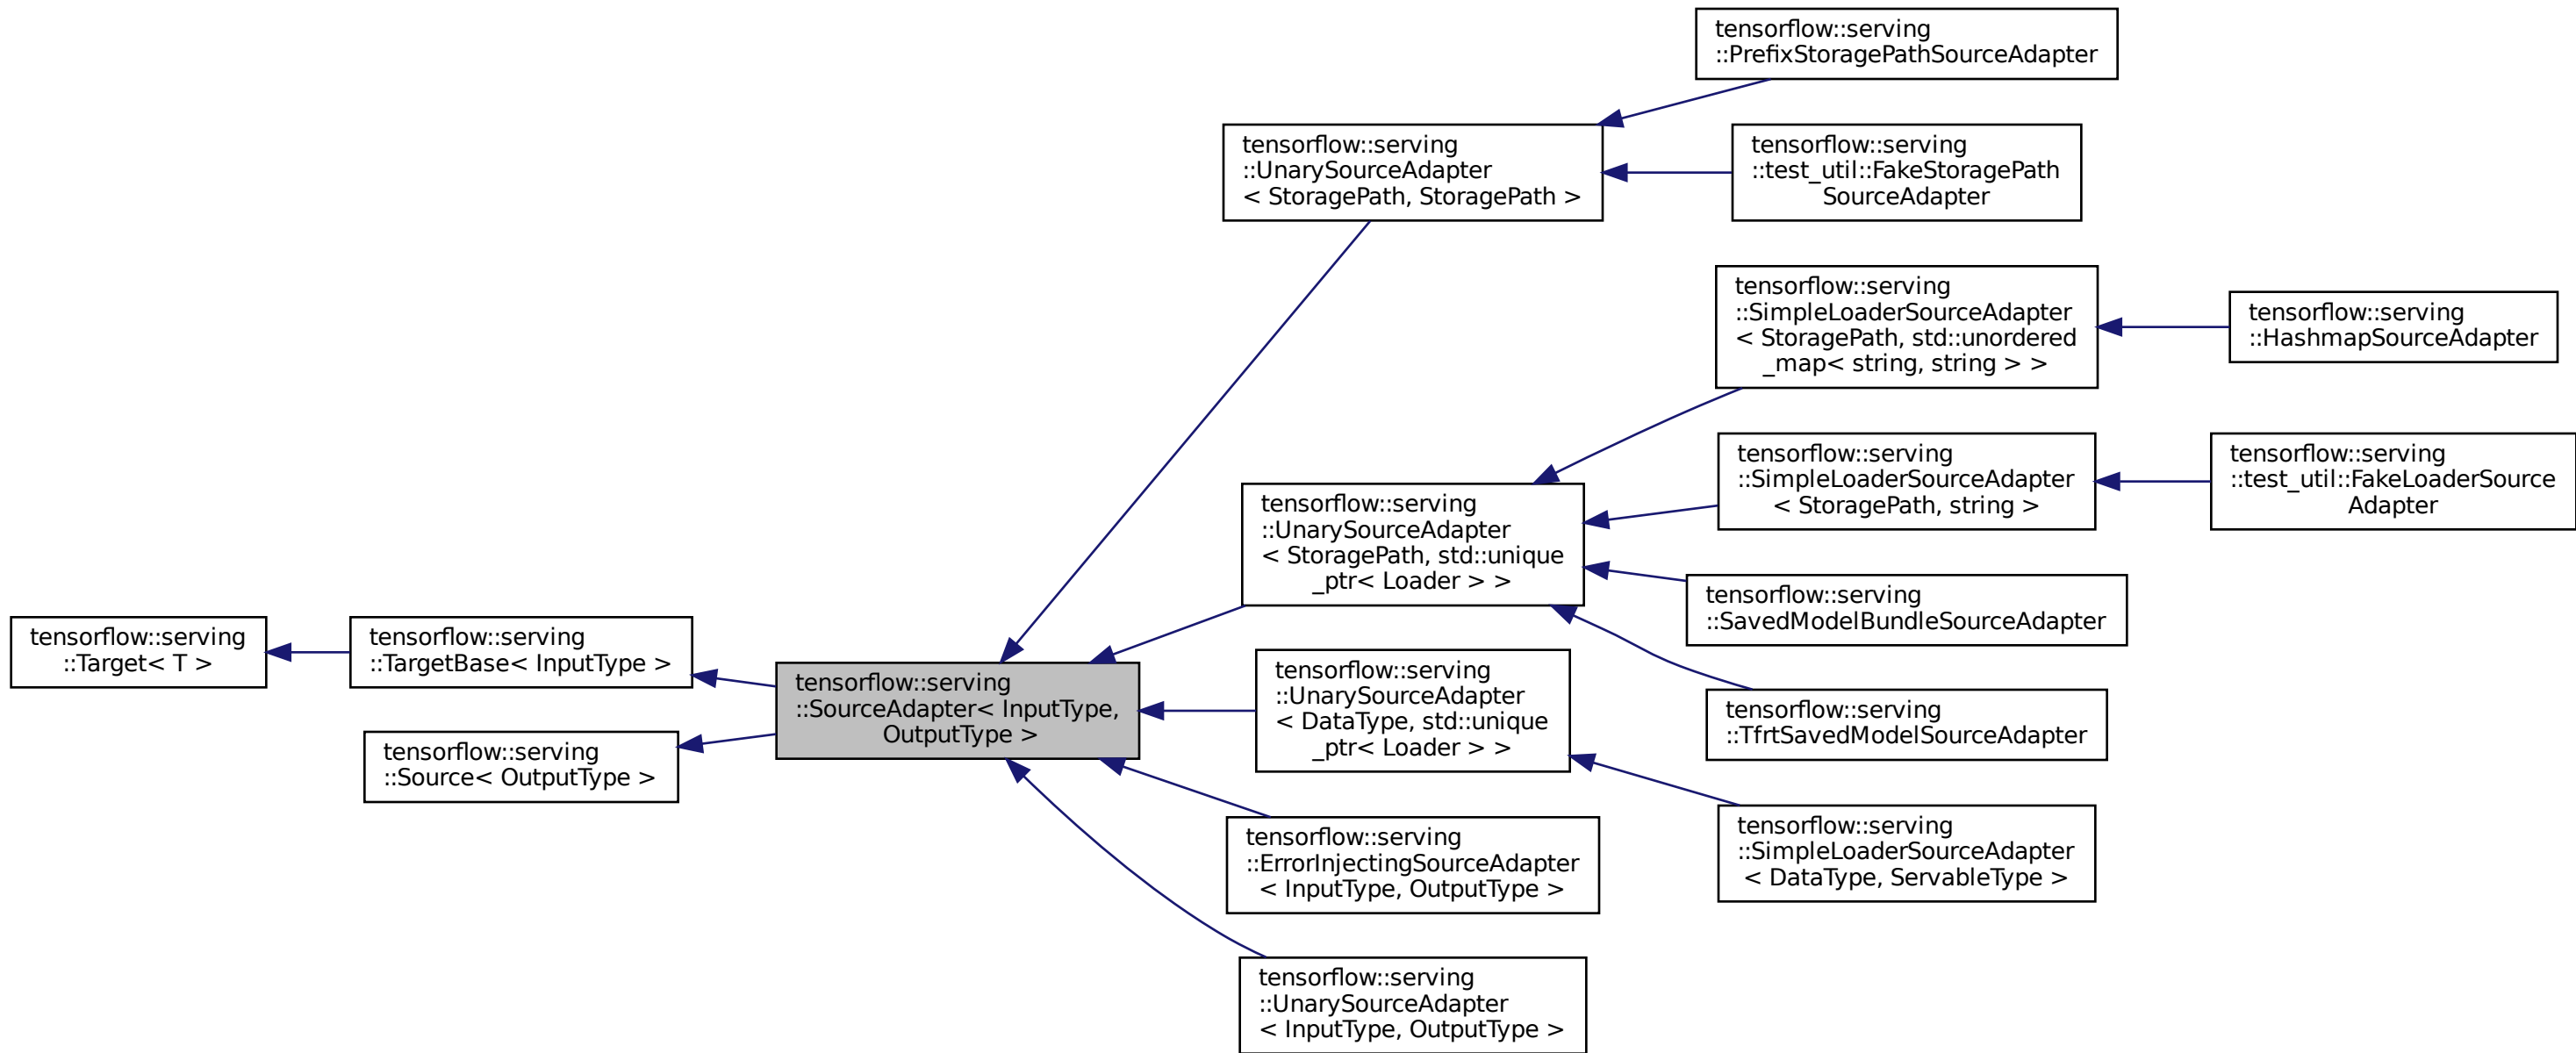 tensorflow::serving
::PrefixStoragePathSourceAdapter
tensorflow::serving
::UnarySourceAdapter
< StoragePath, StoragePath >
tensorflow::serving
::test_util::FakeStoragePath
SourceAdapter
tensorflow::serving
::SimpleLoaderSourceAdapter
< StoragePath, std::unordered
_map< string, string > >
tensorflow::serving
::HashmapSourceAdapter
tensorflow::serving
::SimpleLoaderSourceAdapter
< StoragePath, string >
tensorflow::serving
::test_util::FakeLoaderSource
Adapter
tensorflow::serving
::UnarySourceAdapter
< StoragePath, std::unique
_ptr< Loader > >
tensorflow::serving
::SavedModelBundleSourceAdapter
tensorflow::serving
::Target< T >
tensorflow::serving
::TargetBase< InputType >
tensorflow::serving
::SourceAdapter< InputType,
OutputType >
tensorflow::serving
::UnarySourceAdapter
< DataType, std::unique
_ptr< Loader > >
tensorflow::serving
::TfrtSavedModelSourceAdapter
tensorflow::serving
::Source< OutputType >
tensorflow::serving
::ErrorInjectingSourceAdapter
< InputType, OutputType >
tensorflow::serving
::SimpleLoaderSourceAdapter
< DataType, ServableType >
tensorflow::serving
::UnarySourceAdapter
< InputType, OutputType >